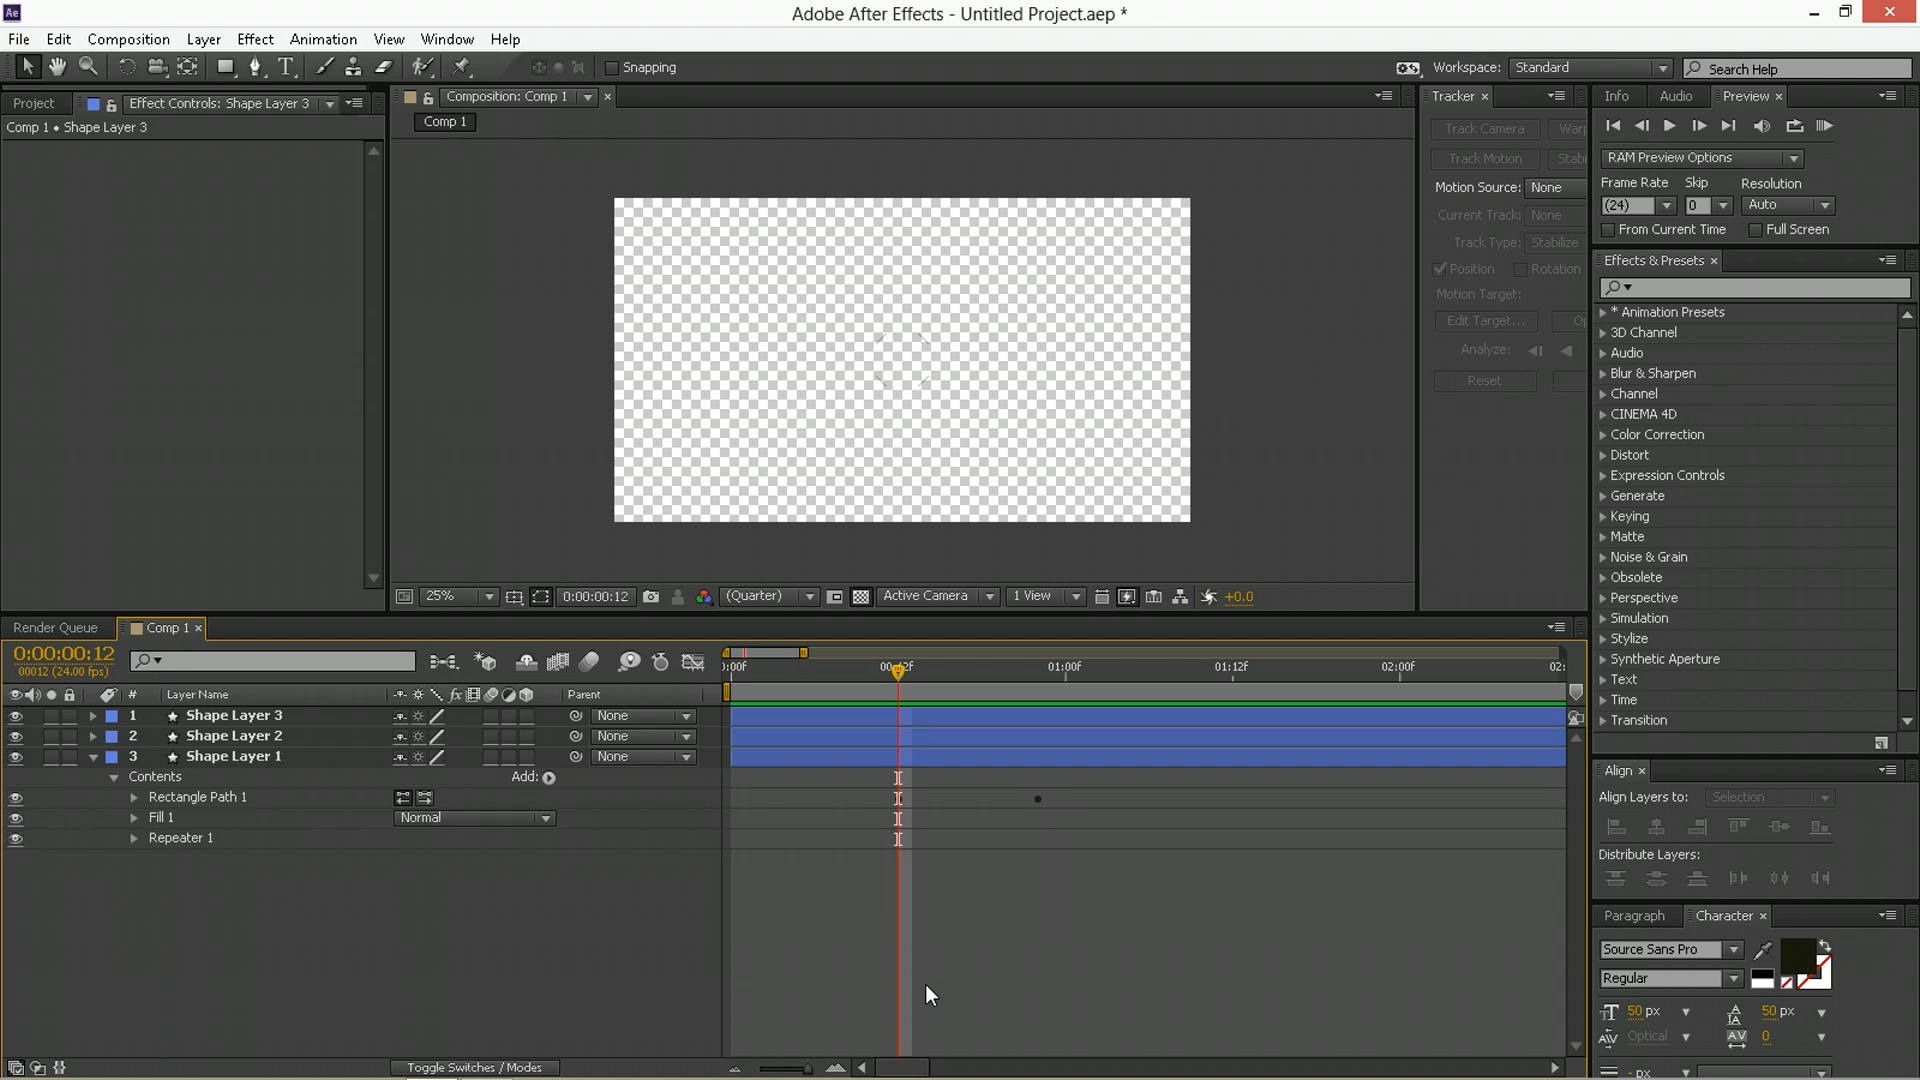 Ae
Adobe After Effects - Untitled Project.aep *
File Edit Composition Layer Effect Animation View Window Help
Snapping
Workspace: Standard
Search Help
Project
Effect Controls: Shape Layer 3
Comp 1 • Shape Layer 3
Composition: Comp 1
Comp 1
Tracker
Track Camera
Warp
Track Motion
Stabi
Motion Source: None
Current Track: None
Track Type: Stabilize
Position Rotation
Motion Target:
Edit Target...
Analyze:
Reset
Info Audio Preview
RAM Preview Options
Frame Rate Skip Resolution
(24) 0 Auto
From Current Time Full Screen
Effects & Presets
* Animation Presets
3D Channel
Audio
Blur & Sharpen
Channel
CINEMA 4D
Color Correction
Distort
Expression Controls
Generate
Keying
Matte
Noise & Grain
Obsolete
Perspective
Simulation
Stylize
Synthetic Aperture
Text
Time
Transition
25% 0:00:00:12 (Quarter) Active Camera 1 View +0.0
Render Queue Comp 1
0:00:00:12
00012 (24.00 fps)
):00f 01:00f 01:12f 02:00f 02:
# Layer Name fx Parent
1 Shape Layer 3 None
2 Shape Layer 2 None
3 Shape Layer 1 None
Contents Add:
Rectangle Path 1
Fill 1 Normal
Repeater 1
Toggle Switches / Modes
Align
Align Layers to: Selection
Distribute Layers:
Paragraph Character
Source Sans Pro
Regular
50 px 50 px
Optical 0
- px